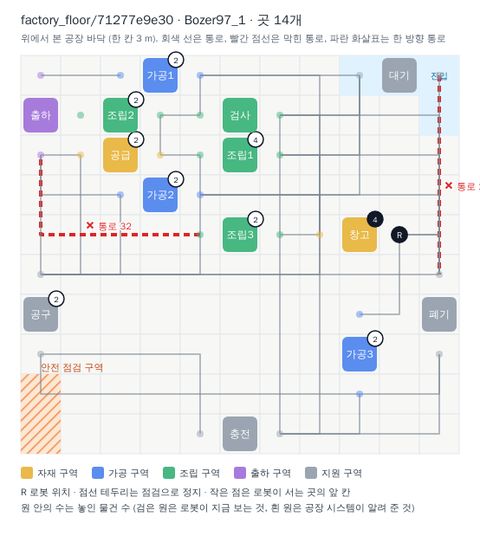 factory_floor/71277e9e30 · Bozer97_1 · 곳 14개
위에서 본 공장 바닥 (한 칸 3 m). 회색 선은 통로, 빨간 점선은 막힌 통로, 파란 화살표는 한 방향 통로
2
가공1
대기
2
출하
조립2
검사
2
4
공급
조립1
2
가공2
✕ 통로
✕ 통로 32
2
4
조립3
창고
R
2
공구
폐기
2
가공3
안전 점검 구역
충전
자재 구역
가공 구역
조립 구역
출하 구역
지원 구역
R 로봇 위치 · 점선 테두리는 점검으로 정지 · 작은 점은 로봇이 서는 곳의 앞 칸
원 안의 수는 놓인 물건 수 (검은 원은 로봇이 지금 보는 것, 흰 원은 공장 시스템이 알려 준 것)